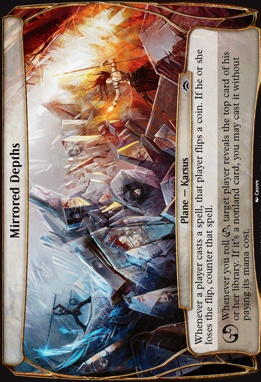 Mirrored Depths
Plane — Karsus
Whenever a player casts a spell, that player flips a coin. If he or she
loses the flip, counter that spell.
Whenever you roll , target player reveals the top card of his
or her library. If it's a nonland card, you may cast it without
paying its mana cost.